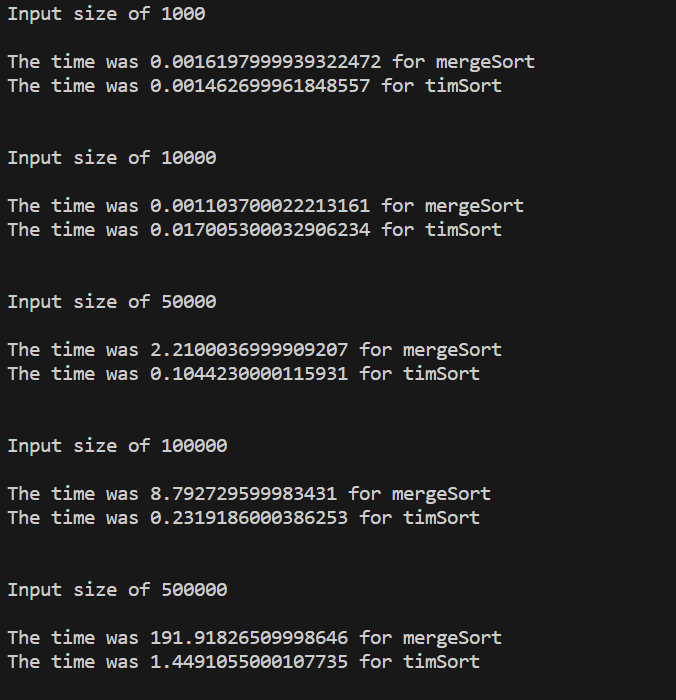 Input size of 1000
The time was 0.0016197999939322472 for mergeSort
The time was 0.001462699961848557 for timSort
Input size of 10000
The time was 0.001103700022213161 for mergeSort
The time was 0.017005300032906234 for timSort
Input size of 50000
The time was 2.2100036999909207 for mergeSort
The time was 0.1044230000115931 for timSort
Input size of 100000
The time was 8.792729599983431 for mergeSort
The time was 0.2319186000386253 for timSort
Input size of 500000
The time was 191.91826509998646 for mergeSort
The time was 1.4491055000107735 for timSort